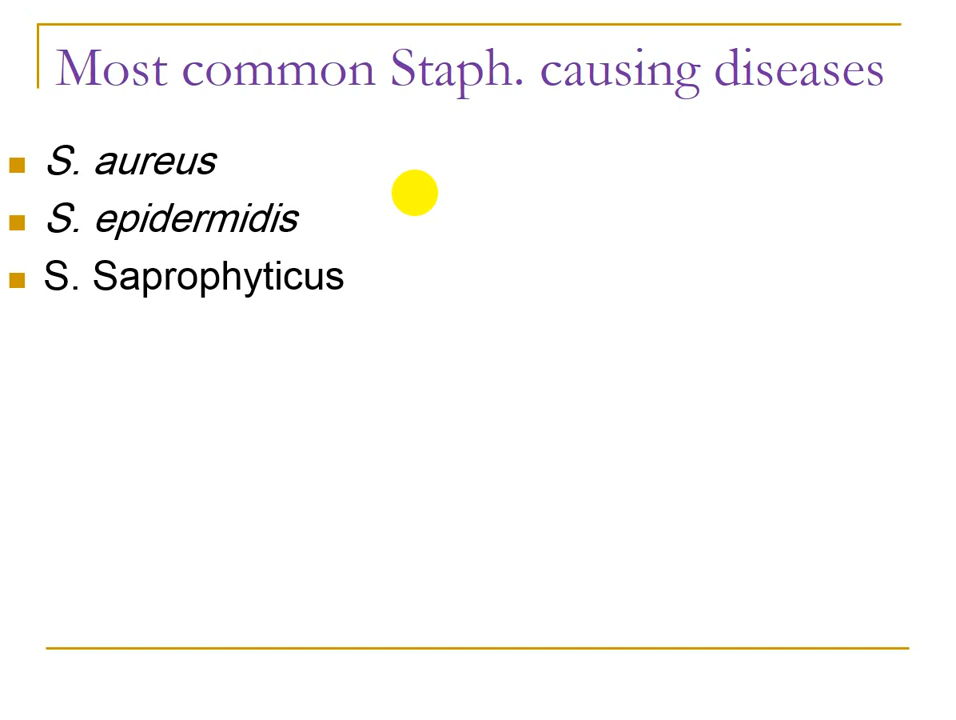 Most common Staph. causing diseases
S. aureus
S. epidermidis
S. Saprophyticus